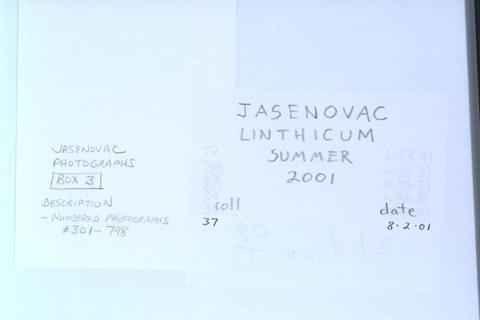 JASENOVAC
LINTHICUM
SUMMER
2001
JASENOVAC
PHOTOGRAPHS
BOX 3
DESCRIPTION
- NUMBERED PHOTOGRAPHS
#301- 798
roll
37
date
8.2.01